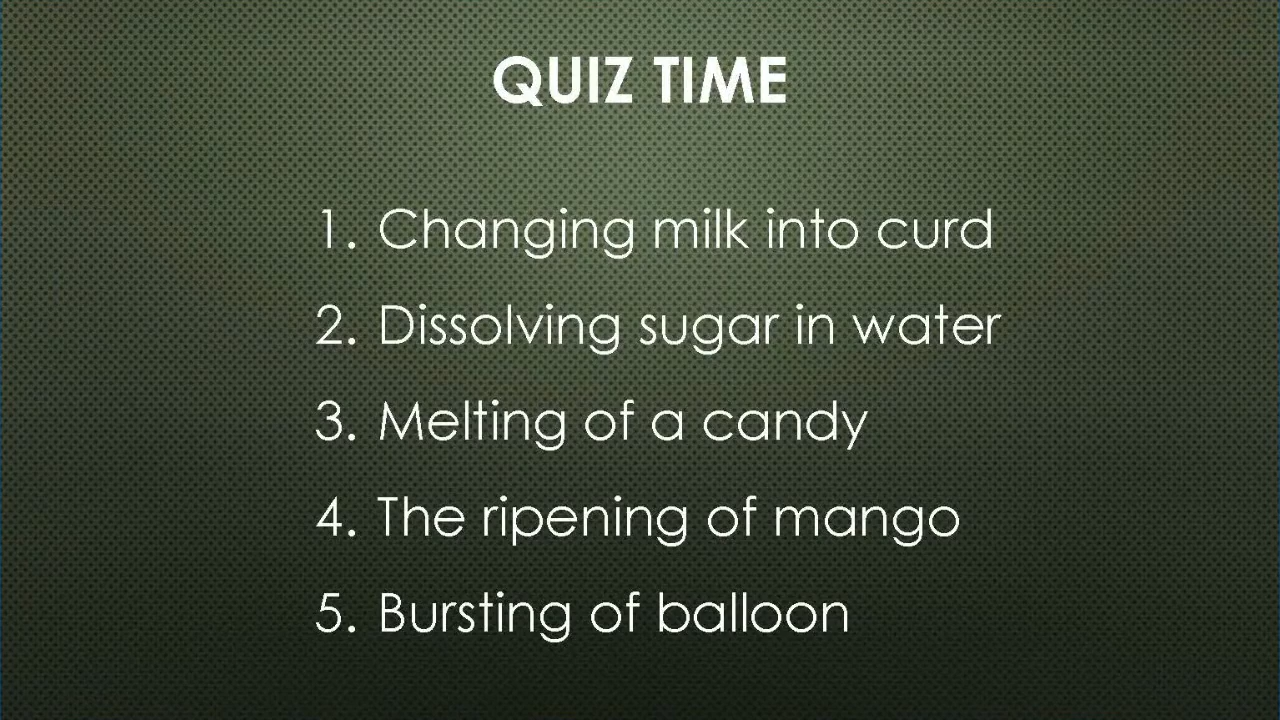 QUIZ TIME
1. Changing milk into curd
2. Dissolving sugar in water
3. Melting of a candy
4. The ripening of mango
5. Bursting of balloon